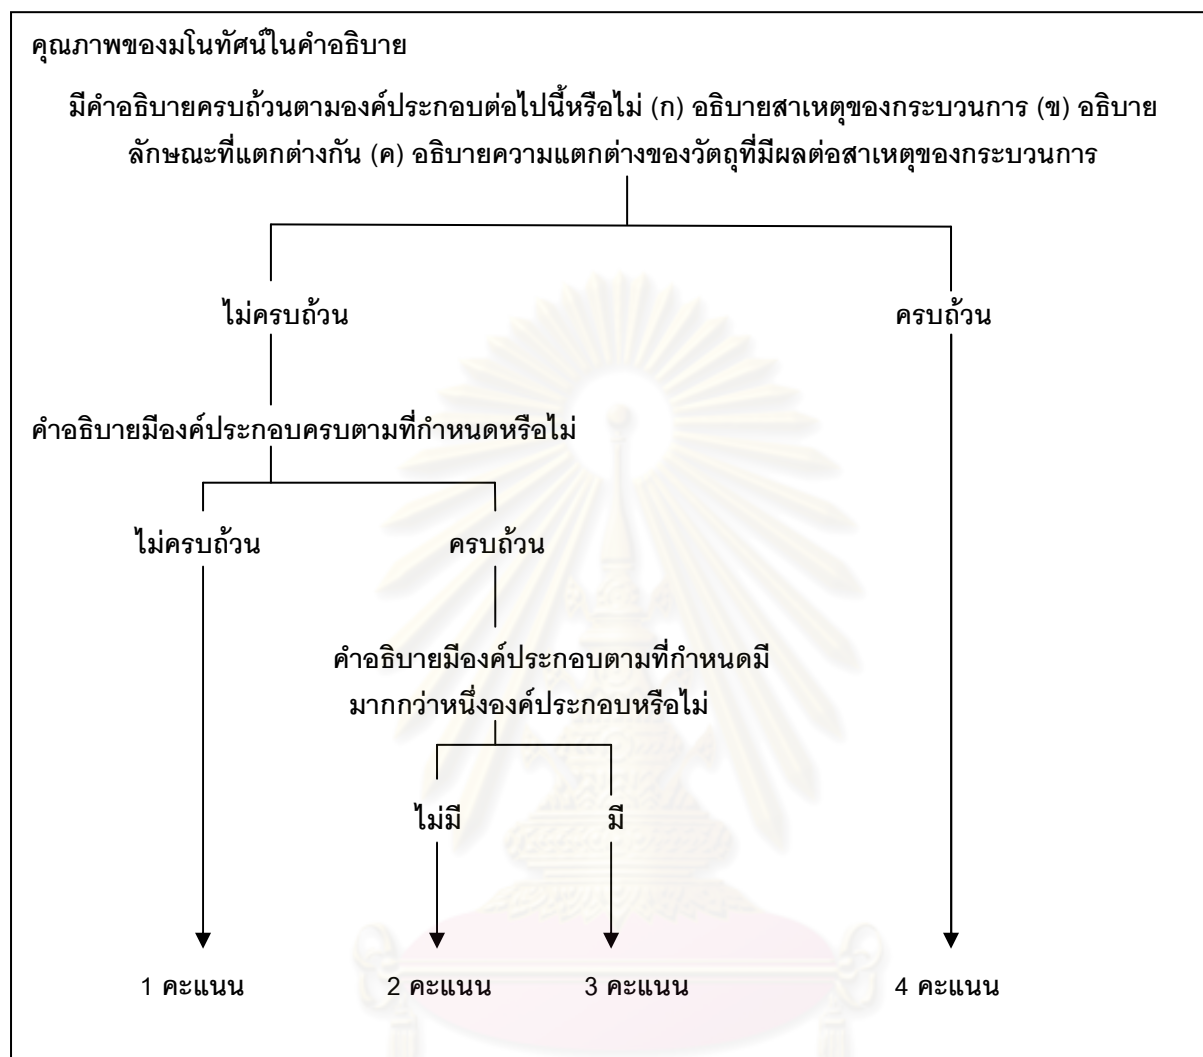 คุณภาพของมโนทัศน์ในคำอธิบาย
มีคำอธิบายครบถ้วนตามองค์ประกอบต่อไปนี้หรือไม่ (ก) อธิบายสาเหตุของกระบวนการ (ข) อธิบาย
ลักษณะที่แตกต่างกัน (ค) อธิบายความแตกต่างของวัตถุที่มีผลต่อสาเหตุของกระบวนการ
ไม่ครบถ้วน ครบถ้วน
คำอธิบายมีองค์ประกอบครบตามที่กำหนดหรือไม่
ไม่ครบถ้วน ครบถ้วน
คำอธิบายมีองค์ประกอบตามที่กำหนดมี
มากกว่าหนึ่งองค์ประกอบหรือไม่
ไม่มี มี
1 คะแนน 2 คะแนน 3 คะแนน 4 คะแนน